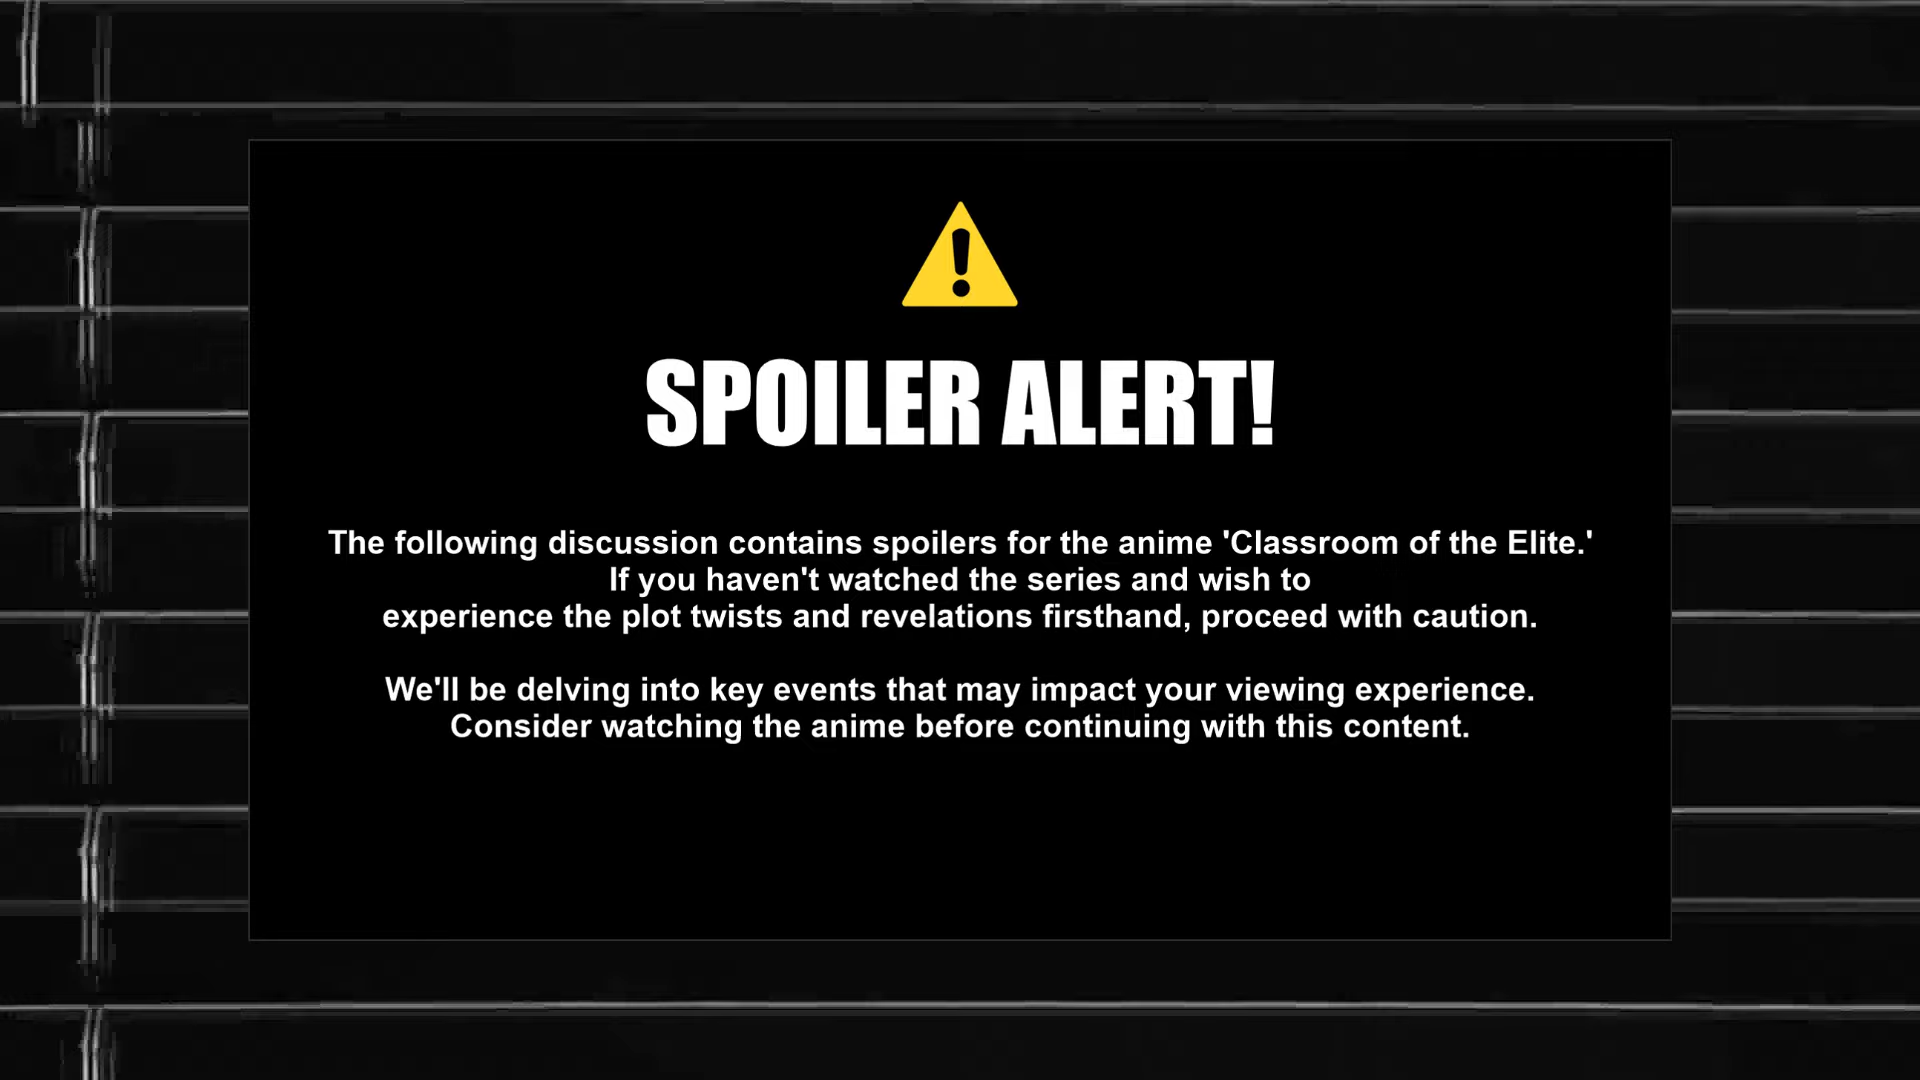 SPOILER ALERT!
The following discussion contains spoilers for the anime 'Classroom of the Elite.'
If you haven't watched the series and wish to
experience the plot twists and revelations firsthand, proceed with caution.
We'll be delving into key events that may impact your viewing experience.
Consider watching the anime before continuing with this content.